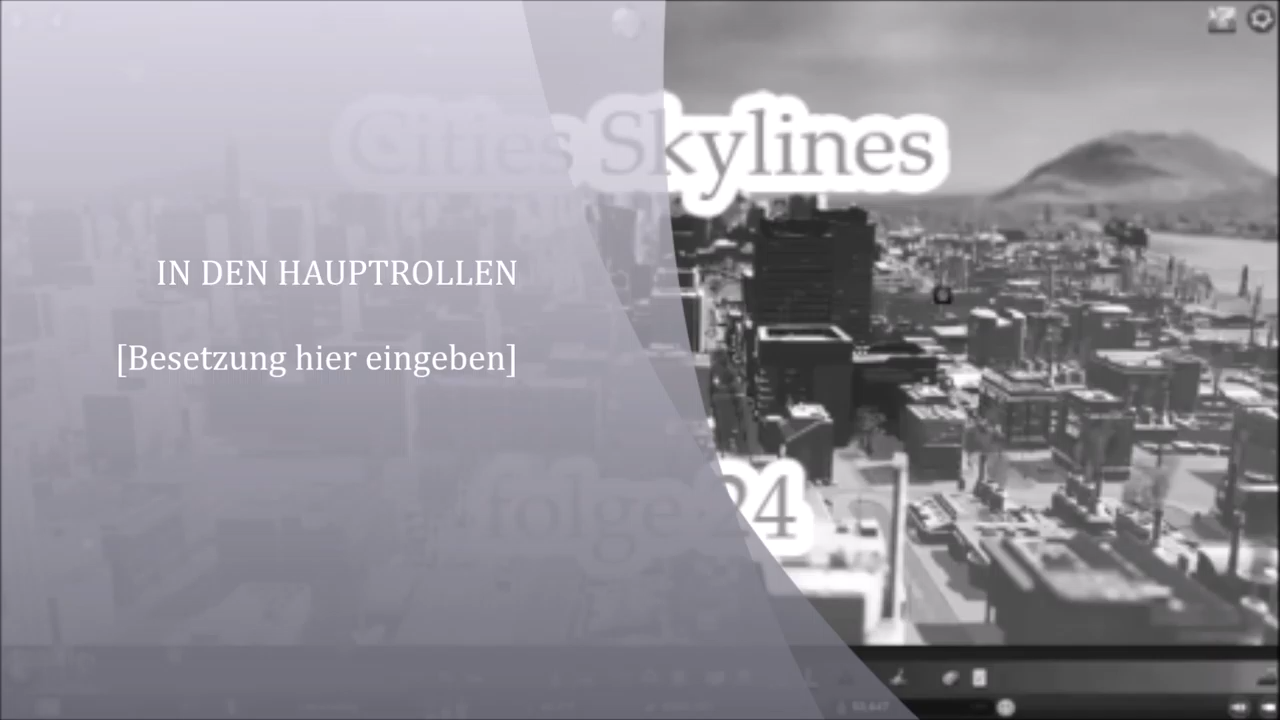 Cities Skylines
IN DEN HAUPTROLLEN
[Besetzung hier eingeben]
folge 24